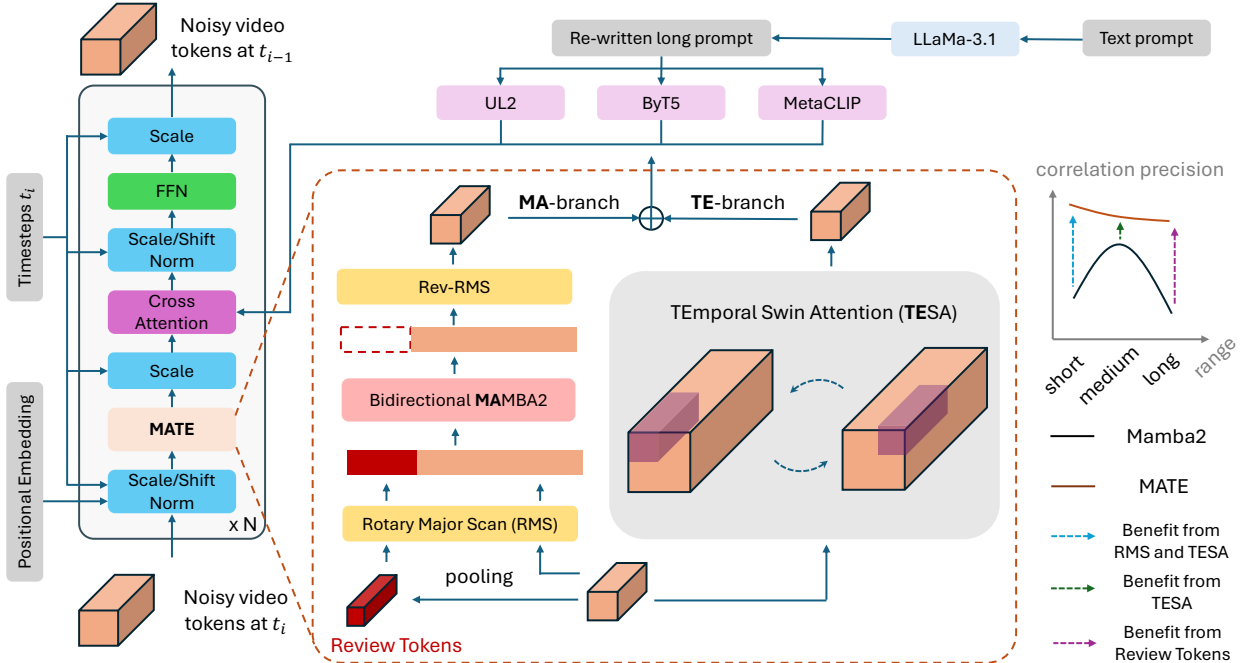 Noisy video
tokens at t_{i−1}
Re-written long prompt
LLaMa-3.1
Text prompt
UL2
ByT5
MetaCLIP
Scale
FFN
Scale/Shift
Norm
Cross
Attention
Scale
MATE
Scale/Shift
Norm
x N
Timesteps t_i
Positional Embedding
Noisy video
tokens at t_i
MA-branch
TE-branch
Rev-RMS
Bidirectional MAMBA2
Rotary Major Scan (RMS)
pooling
Review Tokens
TEmporal Swin Attention (TESA)
correlation precision
short
medium
long
range
Mamba2
MATE
Benefit from
RMS and TESA
Benefit from
TESA
Benefit from
Review Tokens